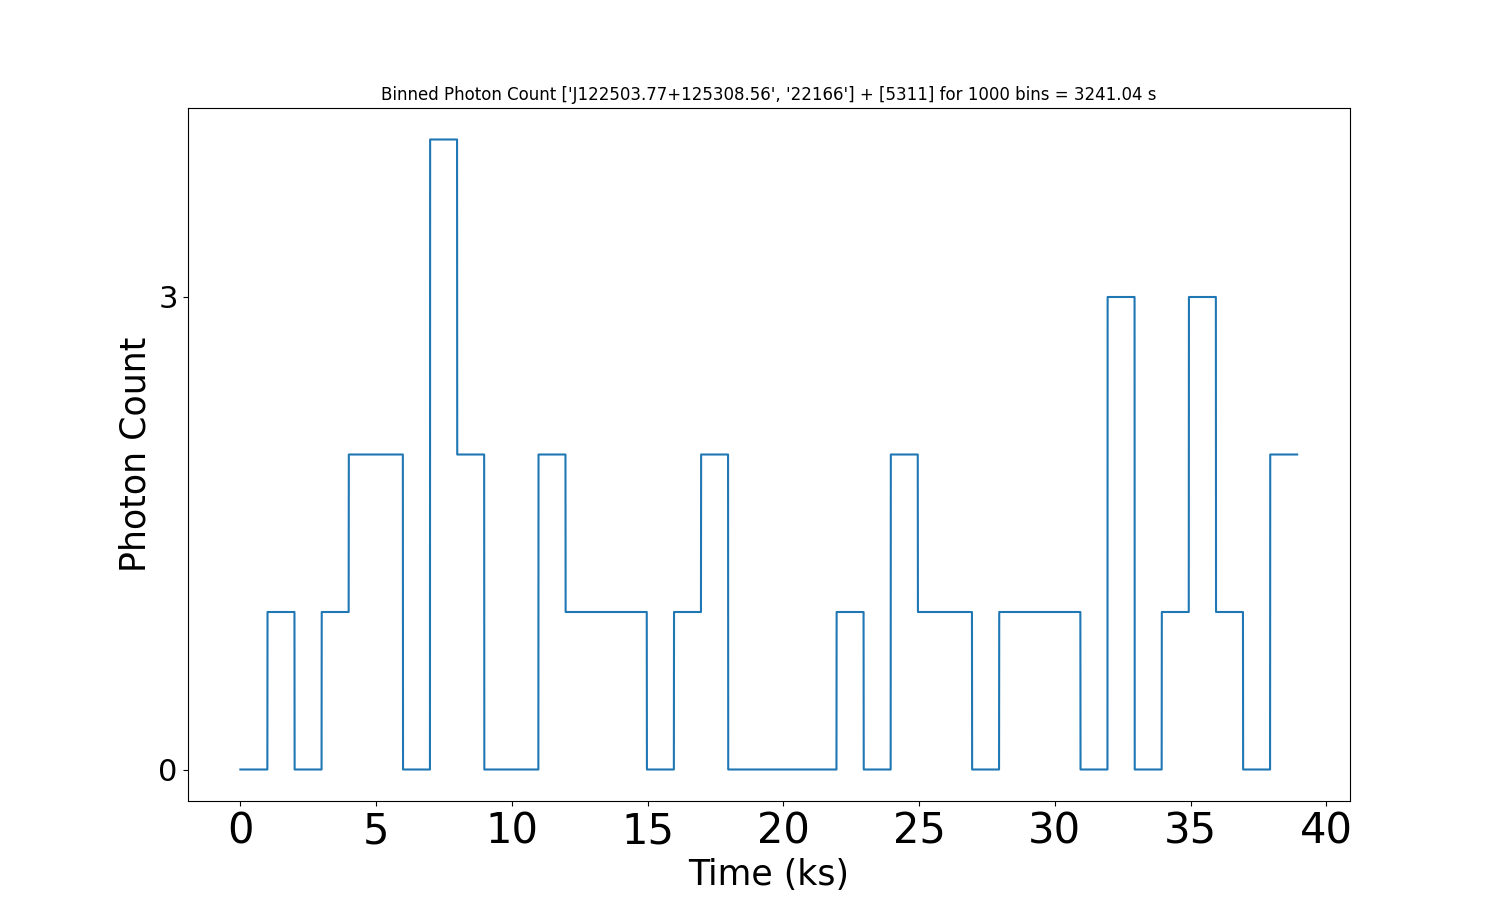 Binned Photon Count ['J122503.77+125308.56', '22166'] + [5311] for 1000 bins = 3241.04 s
Photon Count
3
0
0 5 10 15 20 25 30 35 40
Time (ks)